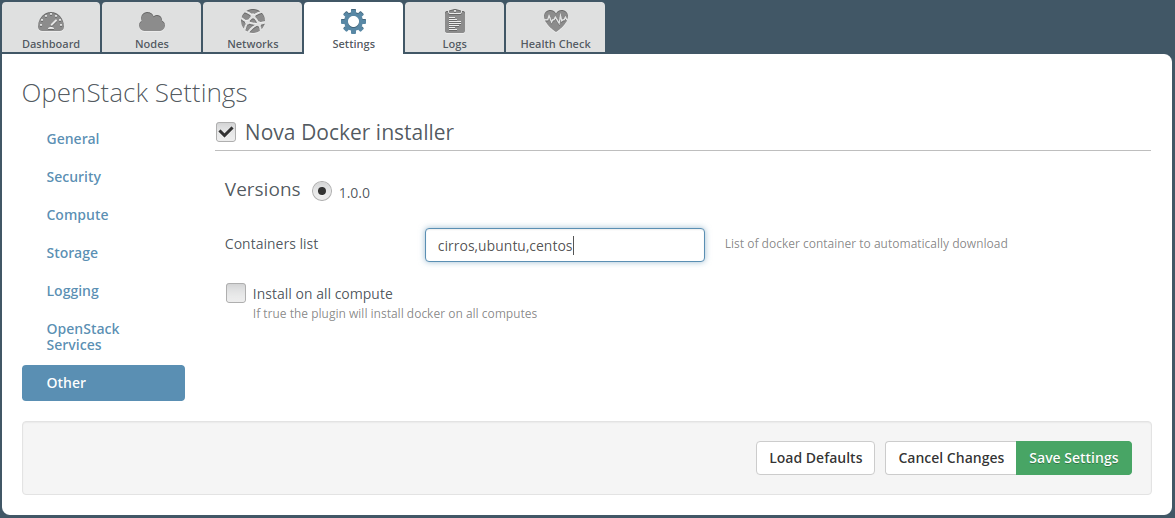 Dashboard
Nodes
Networks
Settings
Logs
Health Check
OpenStack Settings
General
Security
Compute
Storage
Logging
OpenStack
Services
Other
Nova Docker installer
Versions 1.0.0
Containers list cirros,ubuntu,centos List of docker container to automatically download
Install on all compute
If true the plugin will install docker on all computes
Load Defaults Cancel Changes Save Settings